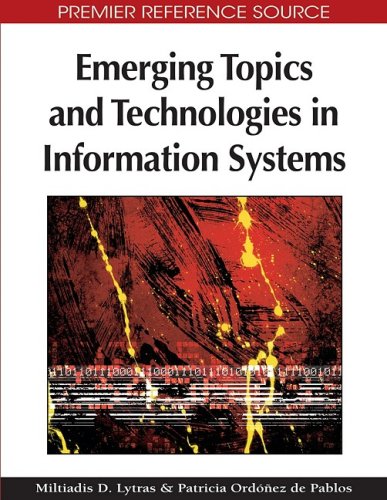 PREMIER REFERENCE SOURCE
Emerging Topics
and Technologies in
Information Systems
Miltiadis D. Lytras & Patricia Ordóñez de Pablos